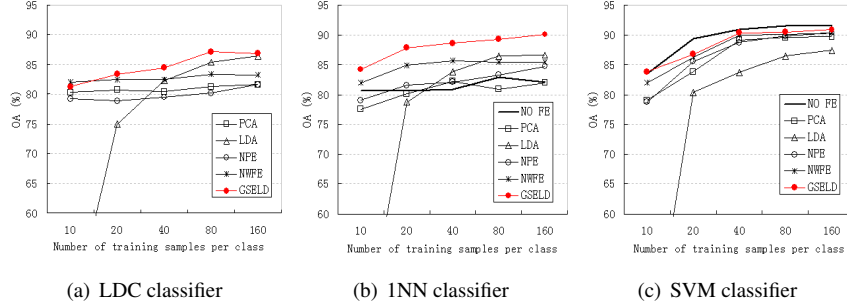 95
90
85
80
75
70
65
60
OA (%)
PCA
LDA
NPE
NWFE
GSELD
10 20 40 80 160
Number of training samples per class
(a) LDC classifier
95
90
85
80
75
70
65
60
OA (%)
NO FE
PCA
LDA
NPE
NWFE
GSELD
10 20 40 80 160
Number of training samples per class
(b) 1NN classifier
95
90
85
80
75
70
65
60
OA (%)
NO FE
PCA
LDA
NPE
NWFE
GSELD
10 20 40 80 160
Number of training samples per class
(c) SVM classifier